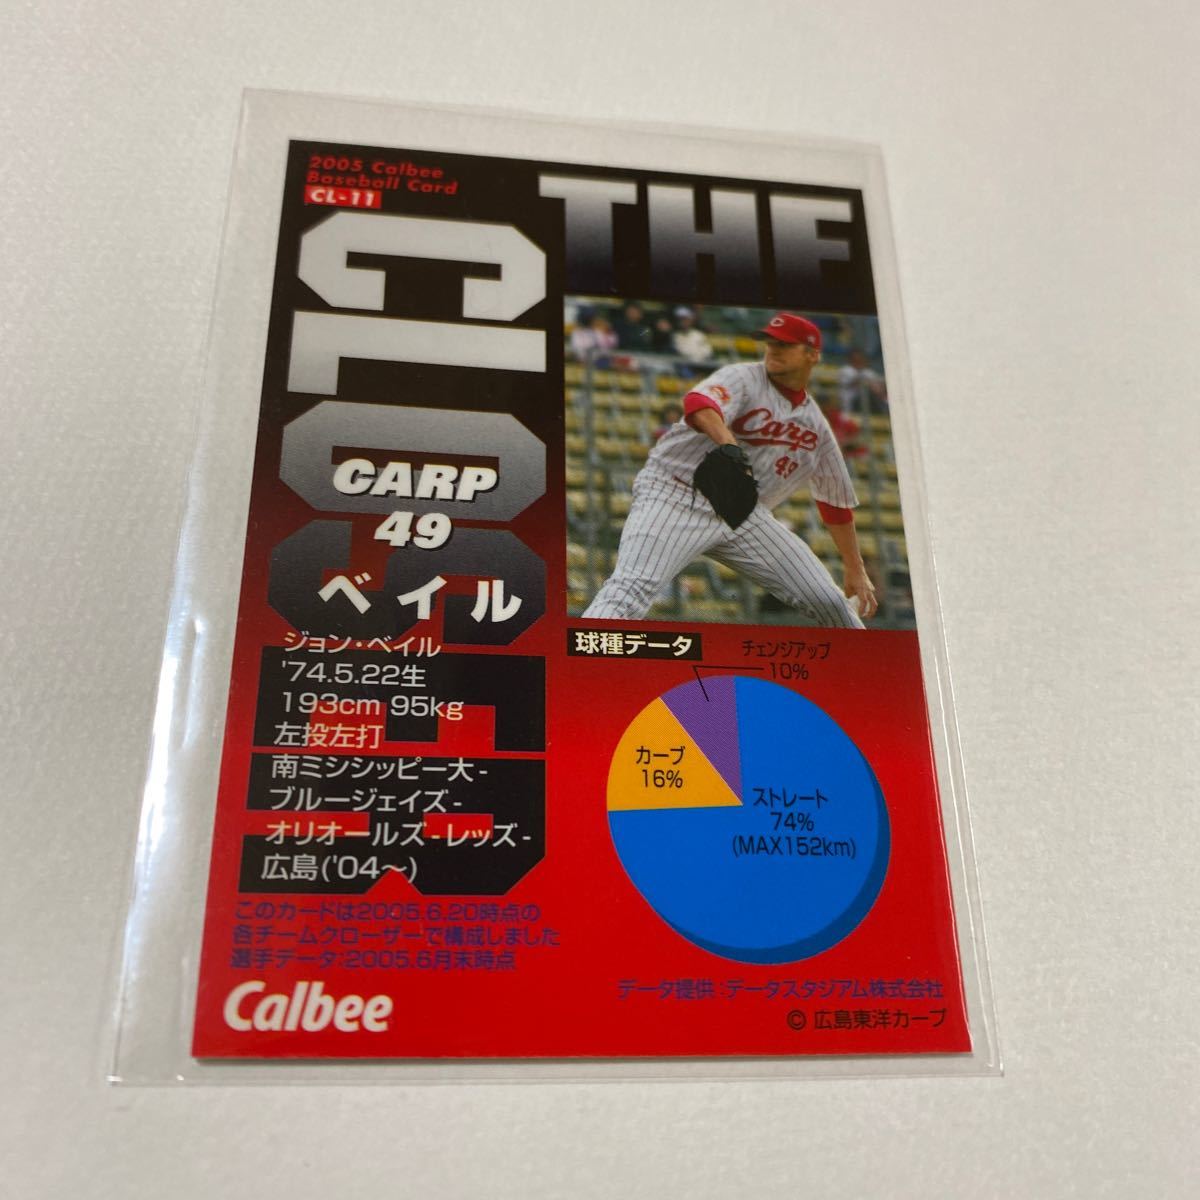 2005 Calbee
Baseball Card
CL-11
THE
CLOSER
Carp
49
CARP
49
ベイル
ジョン・ベイル
'74.5.22生
193cm 95kg
左投左打
南ミシシッピー大-
ブルージェイズ-
オリオールズ-レッズ-
広島('04～)
球種データ
チェンジアップ
10%
カーブ
16%
ストレート
74%
(MAX152km)
このカードは2005.6.20時点の
各チームクローザーで構成しました
選手データ:2005.6月末時点
データ提供:データスタジアム株式会社
Calbee
© 広島東洋カープ